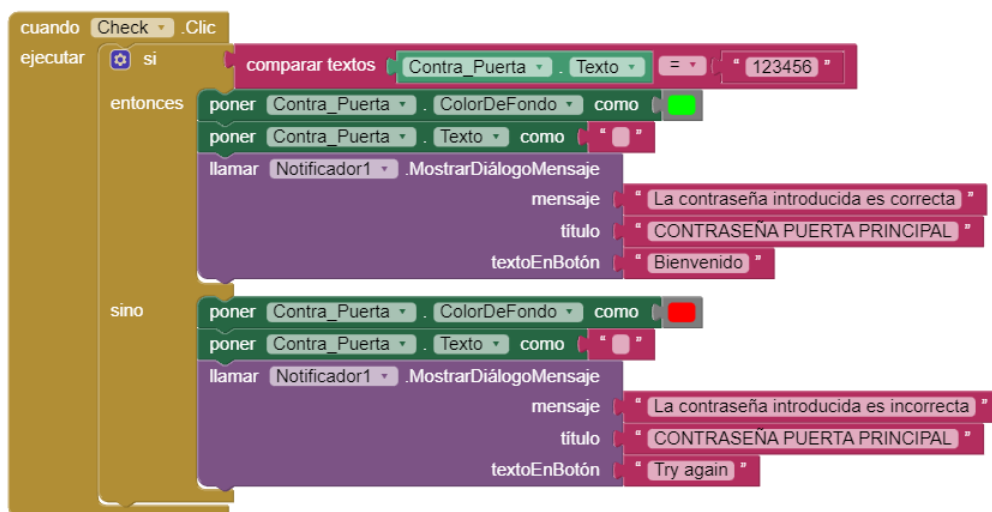 cuando Check .Clic
ejecutar si comparar textos Contra_Puerta . Texto = " 123456 "
entonces poner Contra_Puerta . ColorDeFondo como
poner Contra_Puerta . Texto como " "
llamar Notificador1 .MostrarDiálogoMensaje
mensaje " La contraseña introducida es correcta "
título " CONTRASEÑA PUERTA PRINCIPAL "
textoEnBotón " Bienvenido "
sino poner Contra_Puerta . ColorDeFondo como
poner Contra_Puerta . Texto como " "
llamar Notificador1 .MostrarDiálogoMensaje
mensaje " La contraseña introducida es incorrecta "
título " CONTRASEÑA PUERTA PRINCIPAL "
textoEnBotón " Try again "